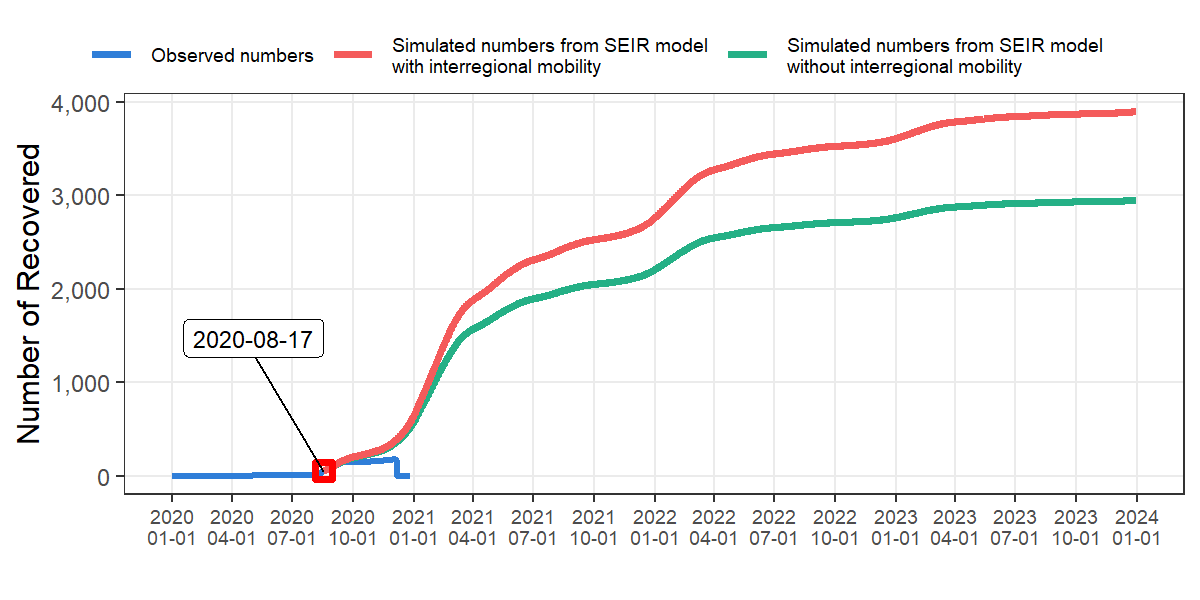 Observed numbers
Simulated numbers from SEIR model
with interregional mobility
Simulated numbers from SEIR model
without interregional mobility
Number of Recovered
4,000
3,000
2,000
1,000
0
2020-08-17
2020 2020 2020 2020 2021 2021 2021 2021 2022 2022 2022 2022 2023 2023 2023 2023 2024
01-01 04-01 07-01 10-01 01-01 04-01 07-01 10-01 01-01 04-01 07-01 10-01 01-01 04-01 07-01 10-01 01-01